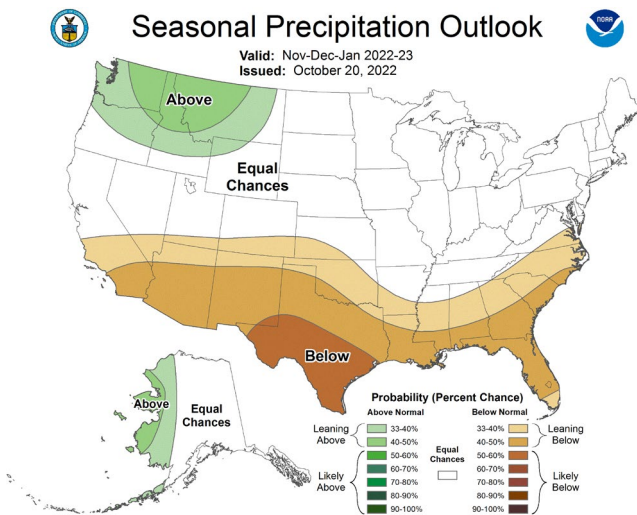 Seasonal Precipitation Outlook
NOAA
Valid: Nov-Dec-Jan 2022-23
Issued: October 20, 2022
Above
Equal
Chances
Below
Above
Equal
Chances
Probability (Percent Chance)
Above Normal
Below Normal
Leaning
Above
33-40%
40-50%
Likely
Above
50-60%
60-70%
70-80%
80-90%
90-100%
Equal
Chances
33-40%
40-50%
Leaning
Below
50-60%
60-70%
70-80%
80-90%
90-100%
Likely
Below